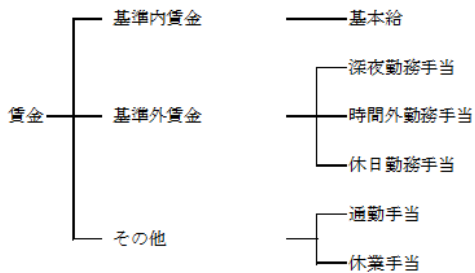 基準内賃金 基本給
深夜勤務手当
賃金 基準外賃金 時間外勤務手当
休日勤務手当
通勤手当
その他
休業手当